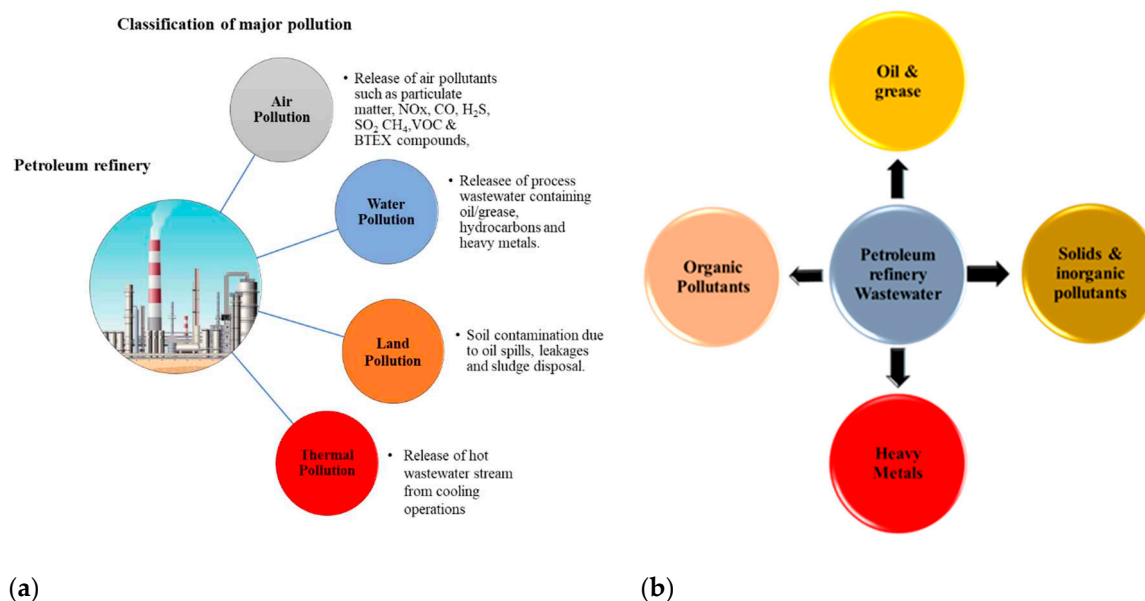 Classification of major pollution
Air
Pollution
• Release of air pollutants
such as particulate
matter, NOx, CO, H₂S,
SO₂ CH₄,VOC &
BTEX compounds,
Petroleum refinery
Water
Pollution
• Releasee of process
wastewater containing
oil/grease,
hydrocarbons and
heavy metals.
Land
Pollution
• Soil contamination due
to oil spills, leakages
and sludge disposal.
Thermal
Pollution
• Release of hot
wastewater stream
from cooling
operations
(a)
Oil &
grease
Organic
Pollutants
Petroleum
refinery
Wastewater
Solids &
inorganic
pollutants
Heavy
Metals
(b)